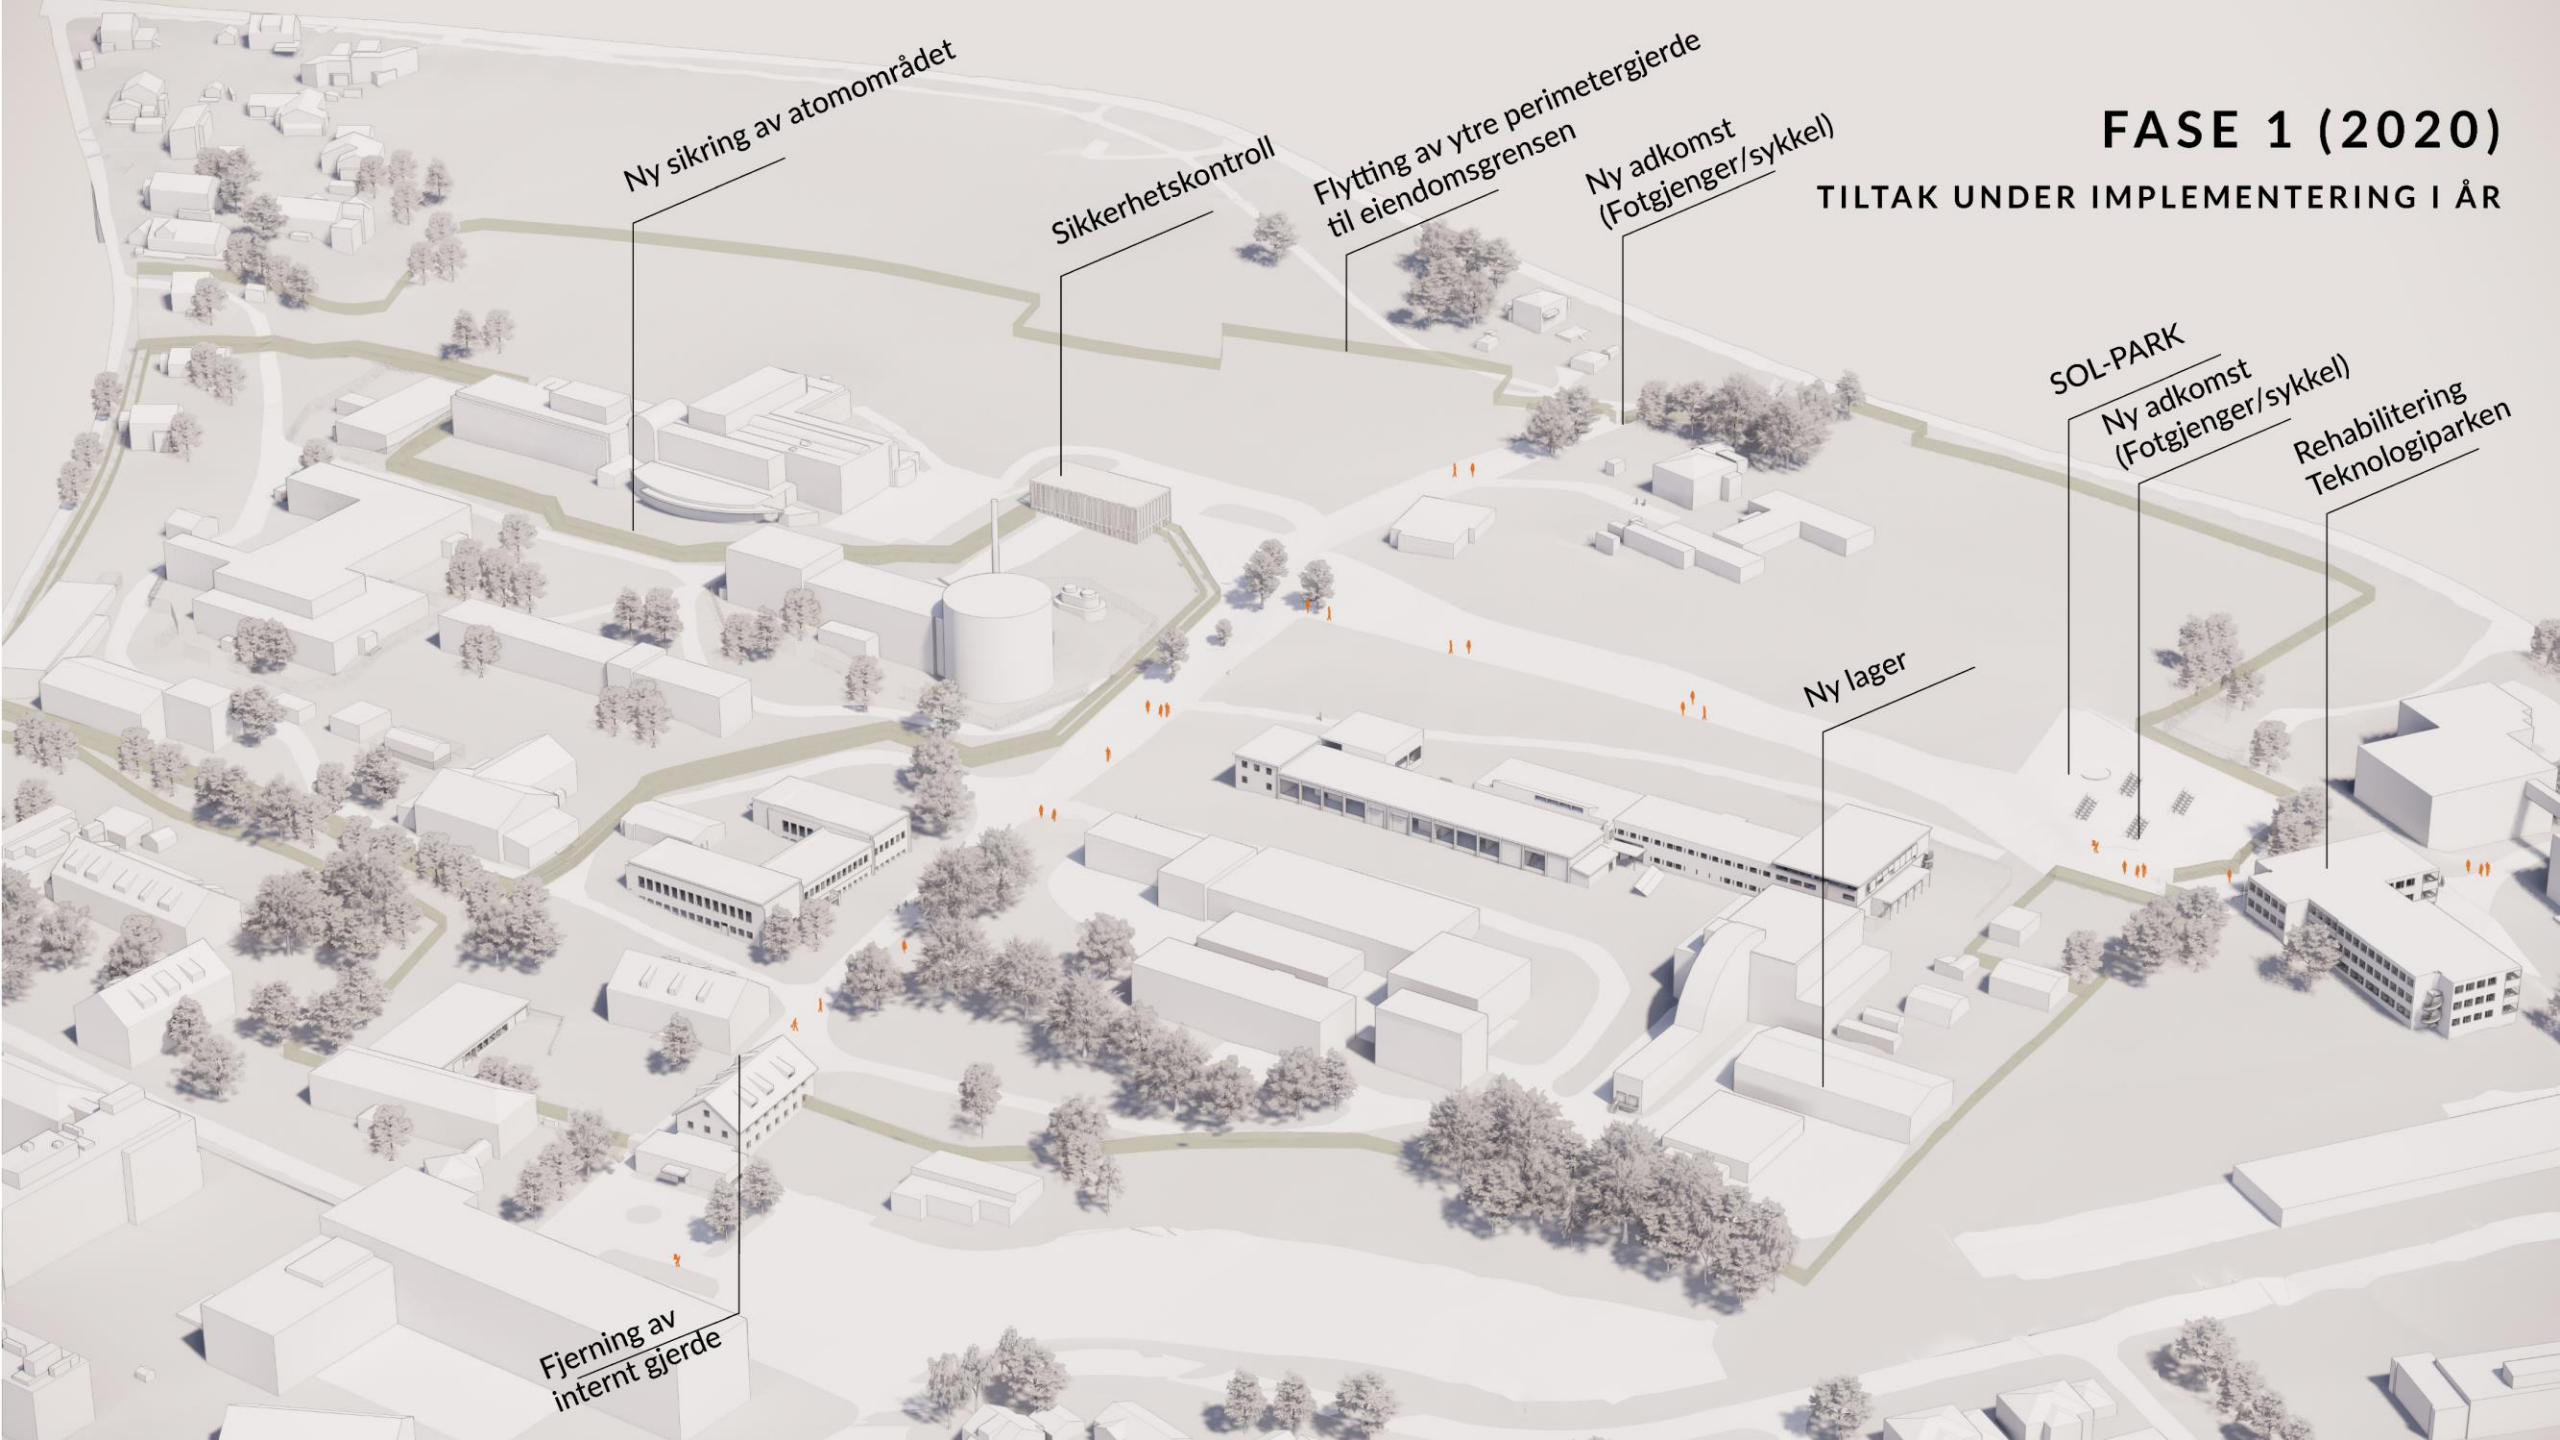 Ny sikring av atomområdet
Sikkerhetskontroll
Flytting av ytre perimetergjerde
til eiendomsgrensen
Ny adkomst
(Fotgjenger/sykkel)
FASE 1 (2020)
TILTAK UNDER IMPLEMENTERING I ÅR
SOL-PARK
Ny adkomst
(Fotgjenger/sykkel)
Rehabilitering
Teknologiparken
Ny lager
Fjerning av
internt gjerde